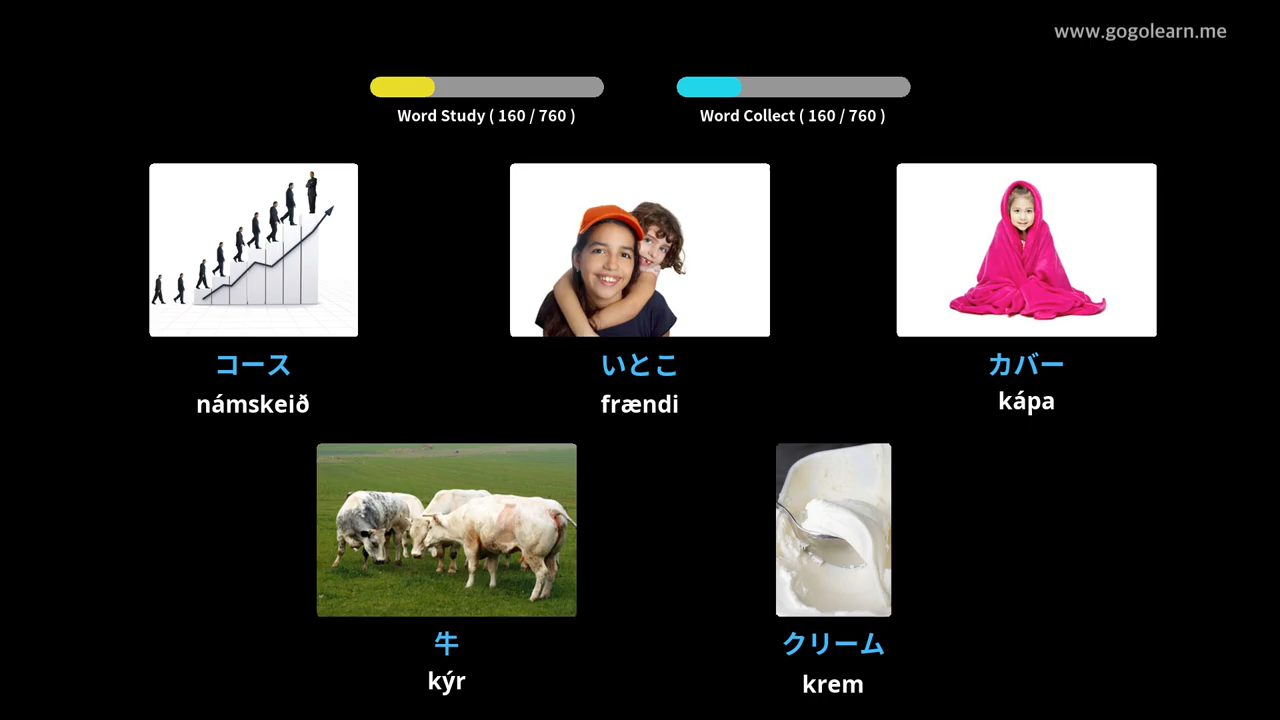 www.gogolearn.me
Word Study ( 160 / 760 )
Word Collect ( 160 / 760 )
コース
námskeið
いとこ
frændi
カバー
kápa
牛
kýr
クリーム
krem